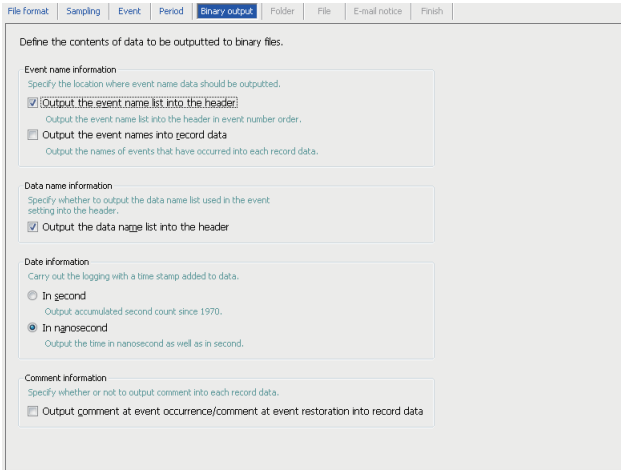 File format Sampling Event Period Binary output Folder File E-mail notice Finish
Define the contents of data to be outputted to binary files.
Event name information
Specify the location where event name data should be outputted.
Output the event name list into the header
Output the event name list into the header in event number order.
Output the event names into record data
Output the names of events that have occurred into each record data.
Data name information
Specify whether to output the data name list used in the event
setting into the header.
Output the data name list into the header
Date information
Carry out the logging with a time stamp added to data.
In second
Output accumulated second count since 1970.
In nanosecond
Output the time in nanosecond as well as in second.
Comment information
Specify whether or not to output comment into each record data.
Output comment at event occurrence/comment at event restoration into record data